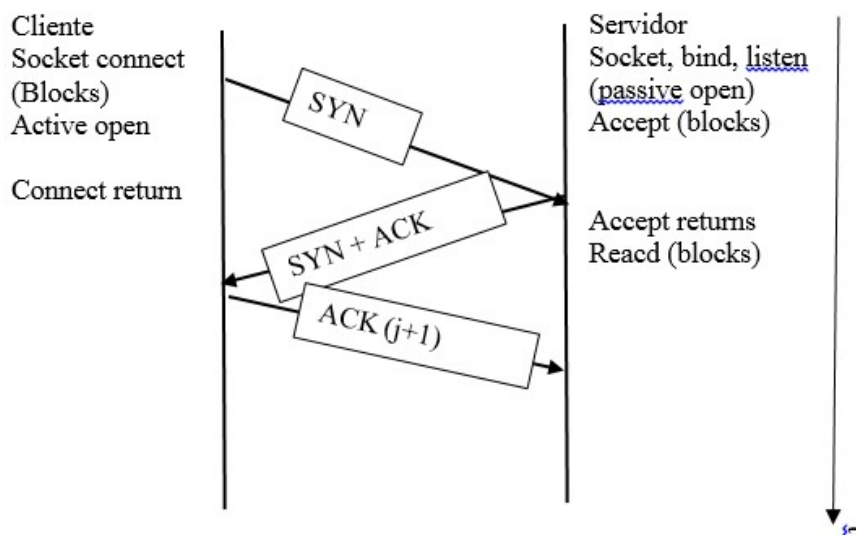 Cliente
Socket connect
(Blocks)
Active open
Connect return
SYN
SYN + ACK
ACK (j+1)
Servidor
Socket, bind, listen
(passive open)
Accept (blocks)
Accept returns
Reacd (blocks)